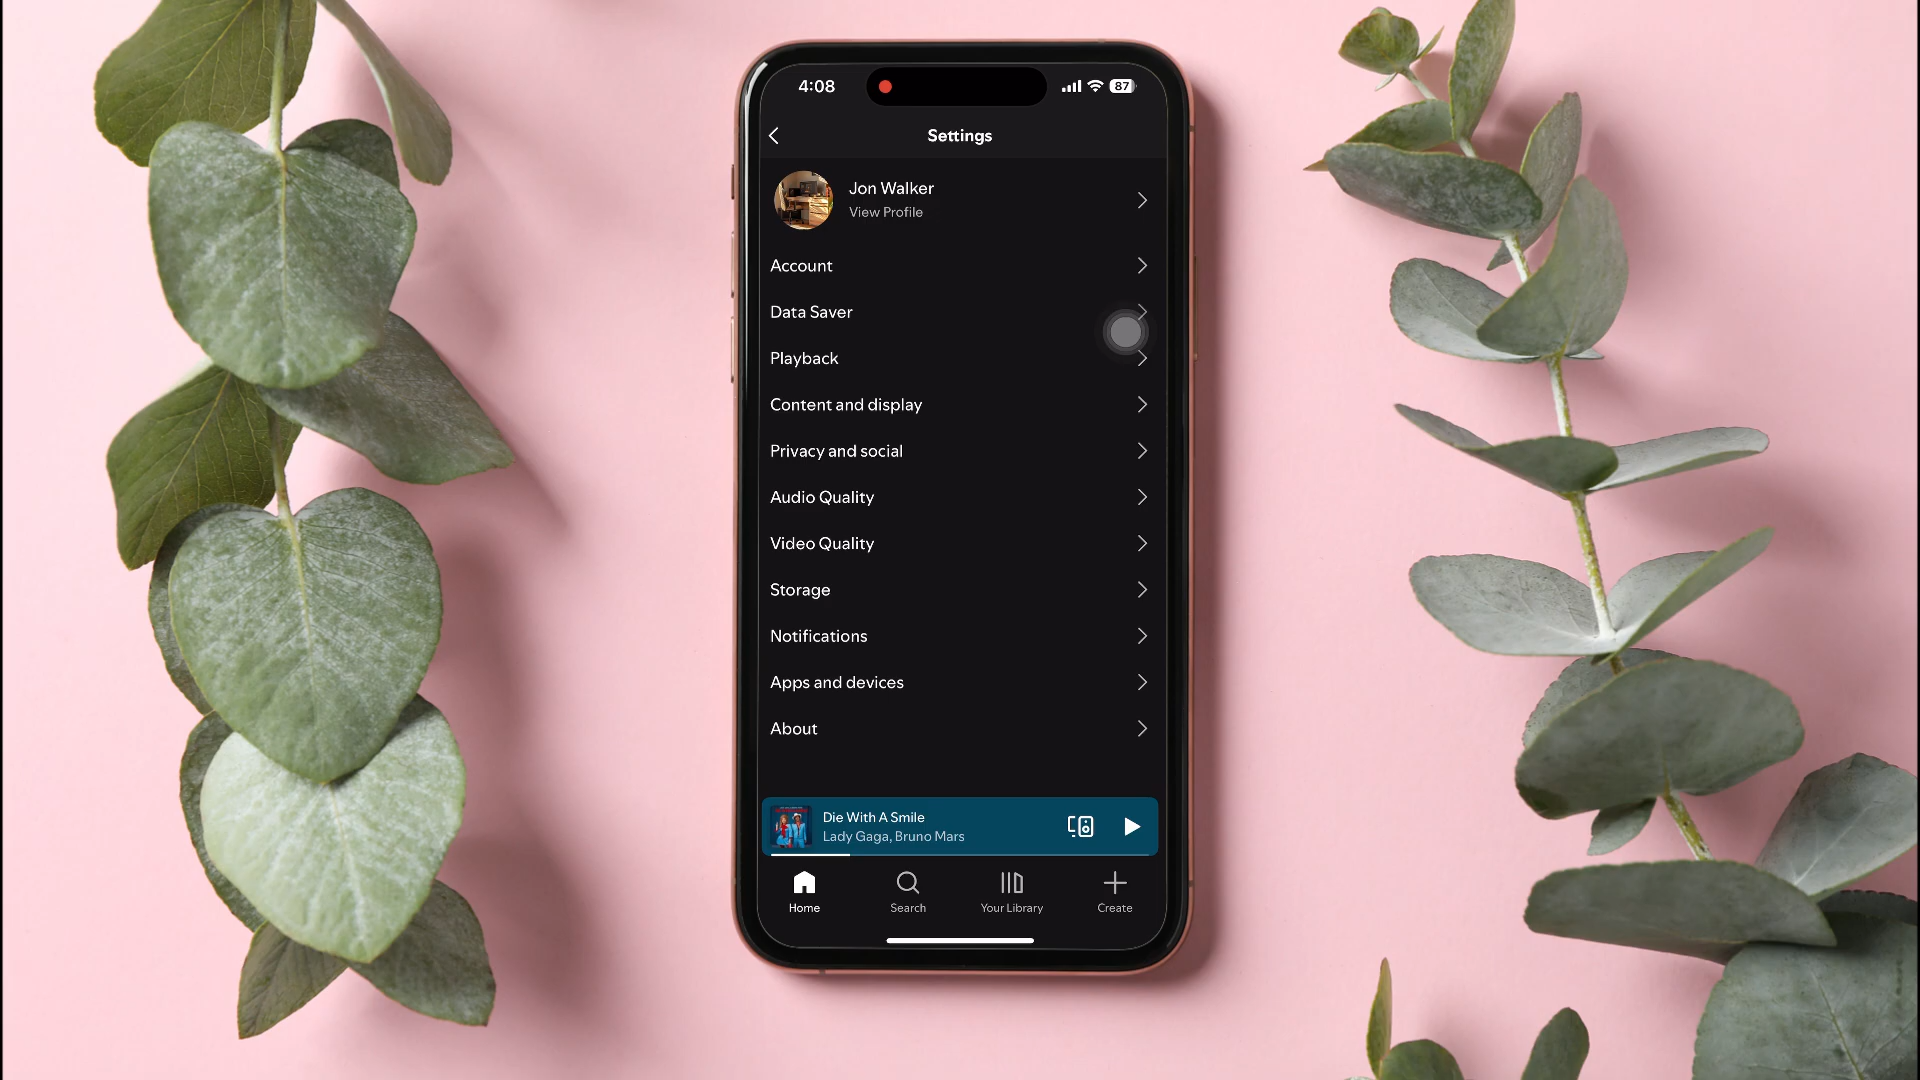 4:08
87
Settings
Jon Walker
View Profile
Account
Data Saver
Playback
Content and display
Privacy and social
Audio Quality
Video Quality
Storage
Notifications
Apps and devices
About
Die With A Smile
Lady Gaga, Bruno Mars
Home
Search
Your Library
Create